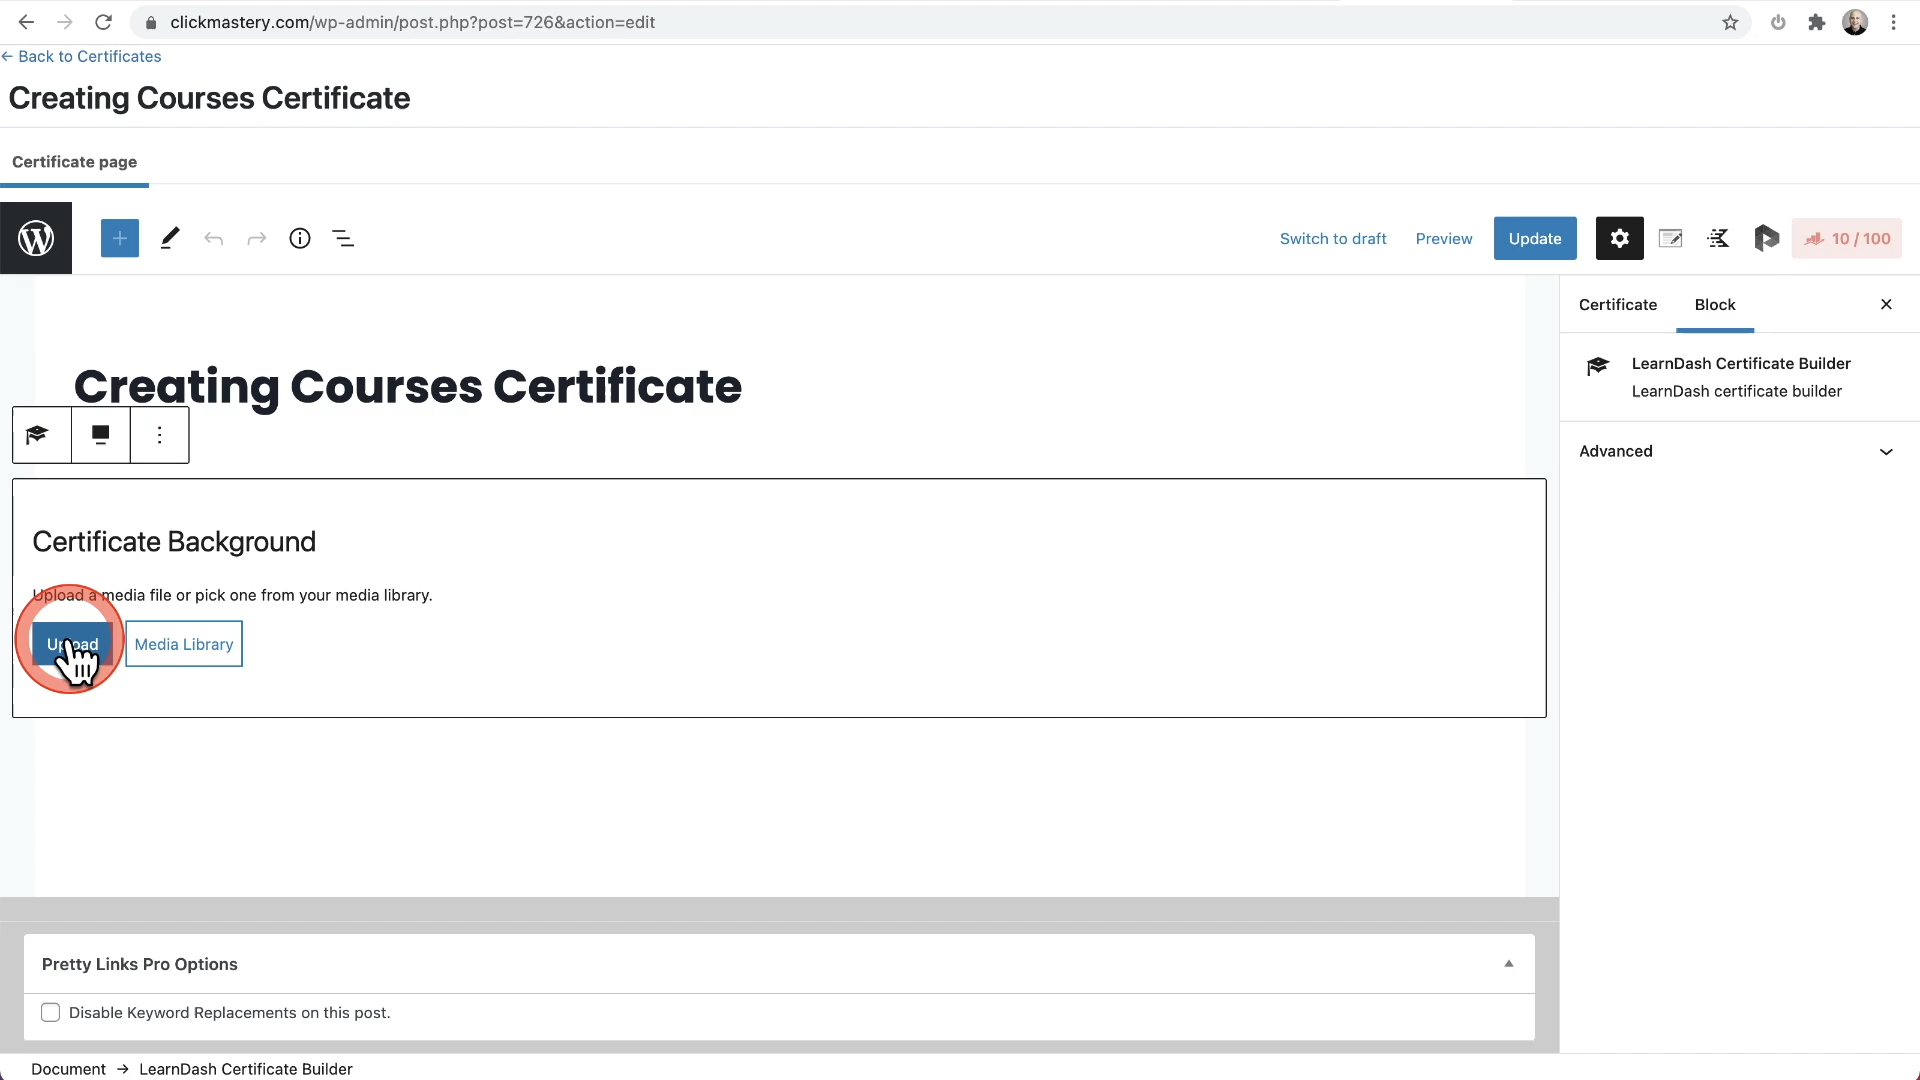 clickmastery.com/wp-admin/post.php?post=726&action=edit
← Back to Certificates
Creating Courses Certificate
Certificate page
Switch to draft
Preview
Update
10 / 100
Certificate
Block
LearnDash Certificate Builder
LearnDash certificate builder
Advanced
Creating Courses Certificate
Certificate Background
Upload a media file or pick one from your media library.
Upload
Media Library
Pretty Links Pro Options
Disable Keyword Replacements on this post.
Document → LearnDash Certificate Builder